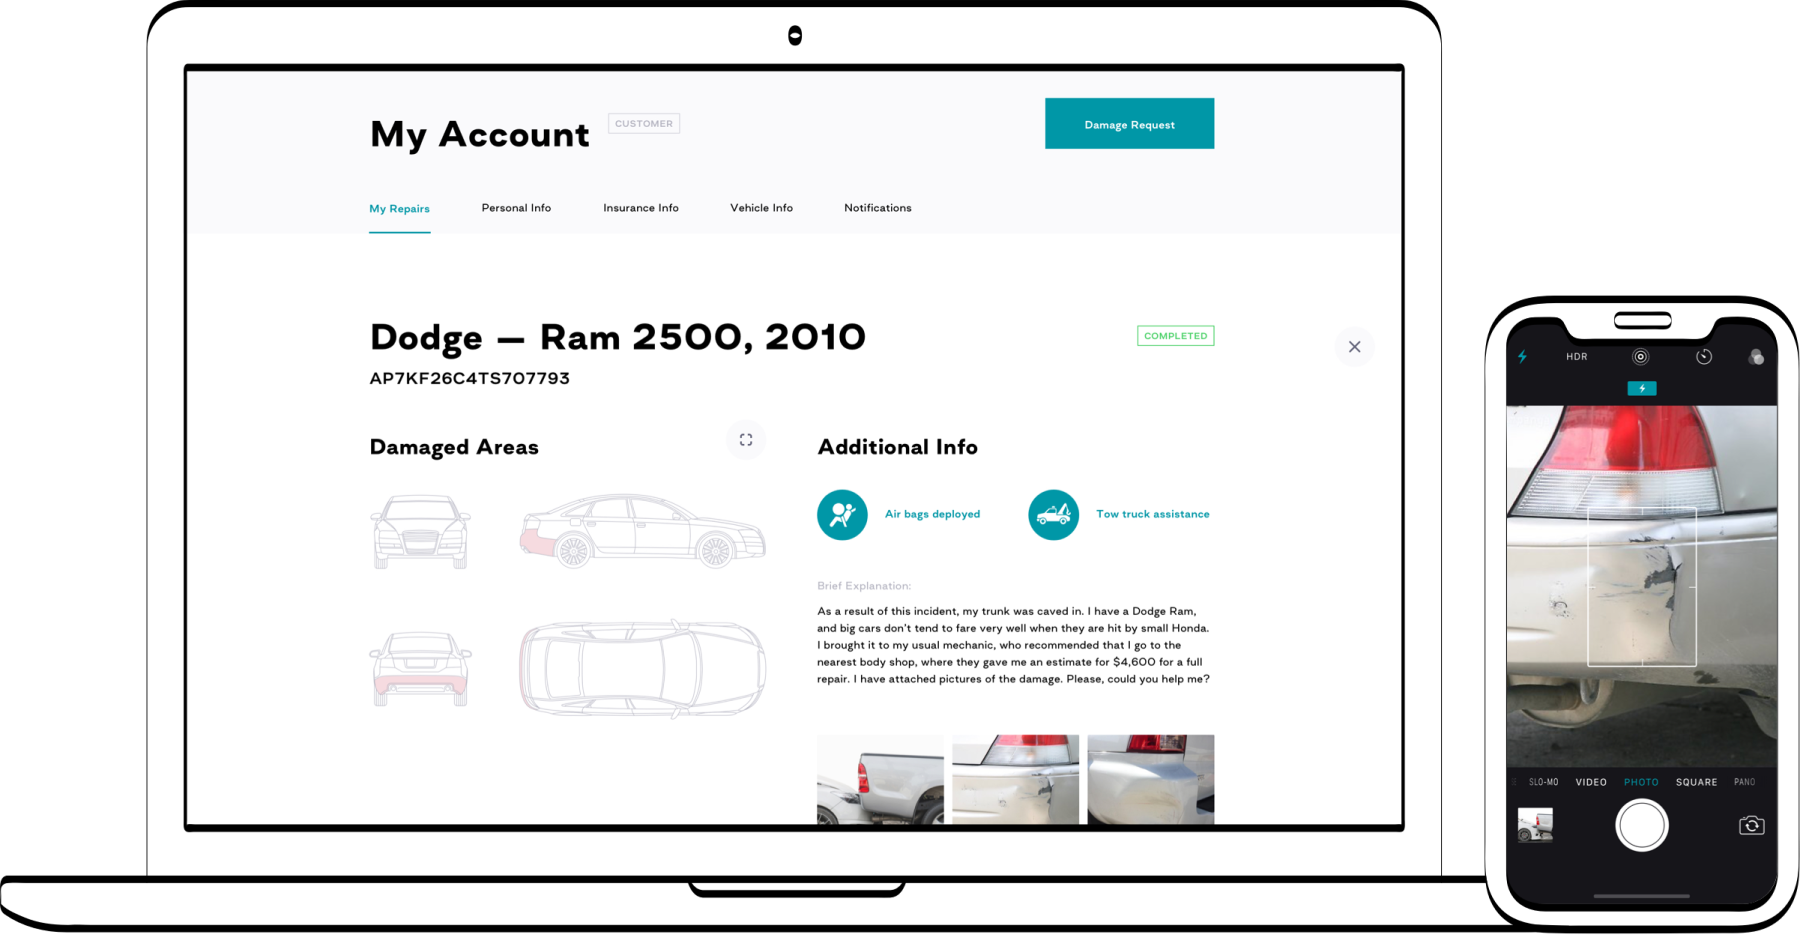 My Account
CUSTOMER
Damage Request
My Repairs
Personal Info
Insurance Info
Vehicle Info
Notifications
Dodge — Ram 2500, 2010
COMPLETED
AP7KF26C4TS707793
Damaged Areas
Additional Info
Air bags deployed
Tow truck assistance
Brief Explanation:
As a result of this incident, my trunk was caved in. I have a Dodge Ram,
and big cars don't tend to fare very well when they are hit by small Honda.
I brought it to my usual mechanic, who recommended that I go to the
nearest body shop, where they gave me an estimate for $4,600 for a full
repair. I have attached pictures of the damage. Please, could you help me?
HDR
SLO-MO
VIDEO
PHOTO
SQUARE
PANO